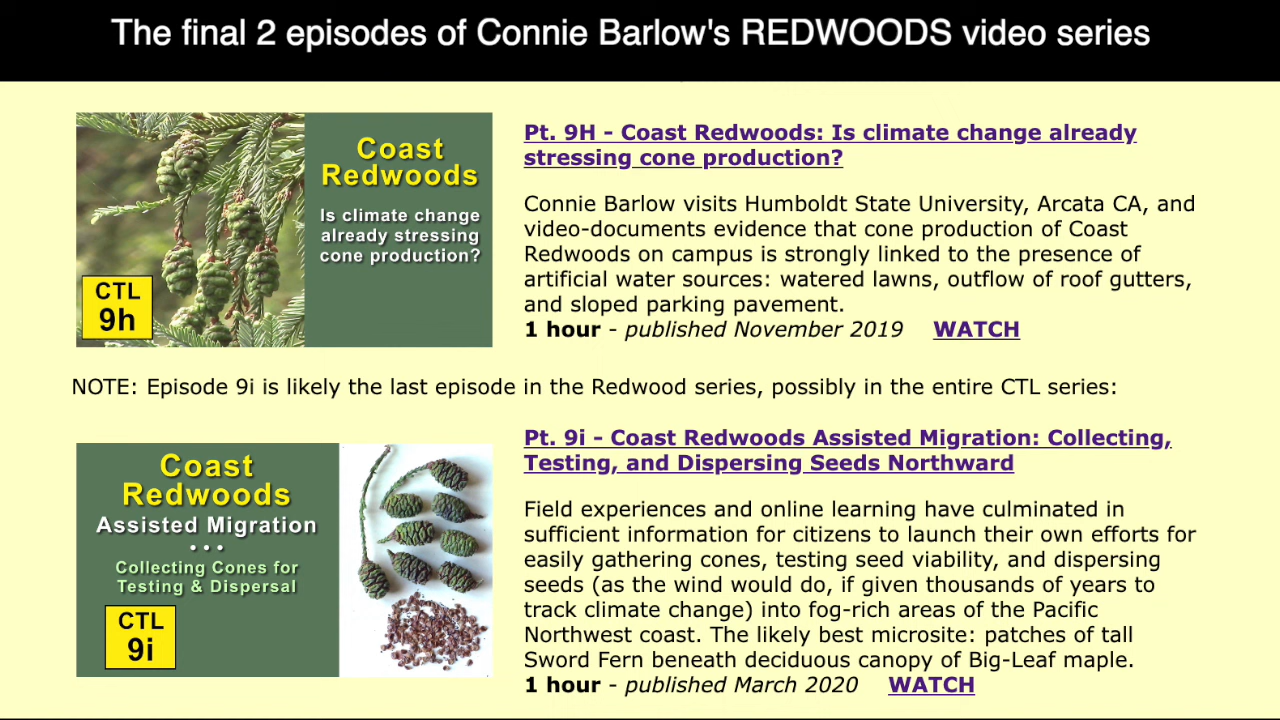 The final 2 episodes of Connie Barlow's REDWOODS video series
Coast
Redwoods
Is climate change
already stressing
cone production?
CTL
9h
Pt. 9H - Coast Redwoods: Is climate change already
stressing cone production?
Connie Barlow visits Humboldt State University, Arcata CA, and
video-documents evidence that cone production of Coast
Redwoods on campus is strongly linked to the presence of
artificial water sources: watered lawns, outflow of roof gutters,
and sloped parking pavement.
1 hour - published November 2019 WATCH
NOTE: Episode 9i is likely the last episode in the Redwood series, possibly in the entire CTL series:
Coast
Redwoods
Assisted Migration
• • •
Collecting Cones for
Testing & Dispersal
CTL
9i
Pt. 9i - Coast Redwoods Assisted Migration: Collecting,
Testing, and Dispersing Seeds Northward
Field experiences and online learning have culminated in
sufficient information for citizens to launch their own efforts for
easily gathering cones, testing seed viability, and dispersing
seeds (as the wind would do, if given thousands of years to
track climate change) into fog-rich areas of the Pacific
Northwest coast. The likely best microsite: patches of tall
Sword Fern beneath deciduous canopy of Big-Leaf maple.
1 hour - published March 2020 WATCH